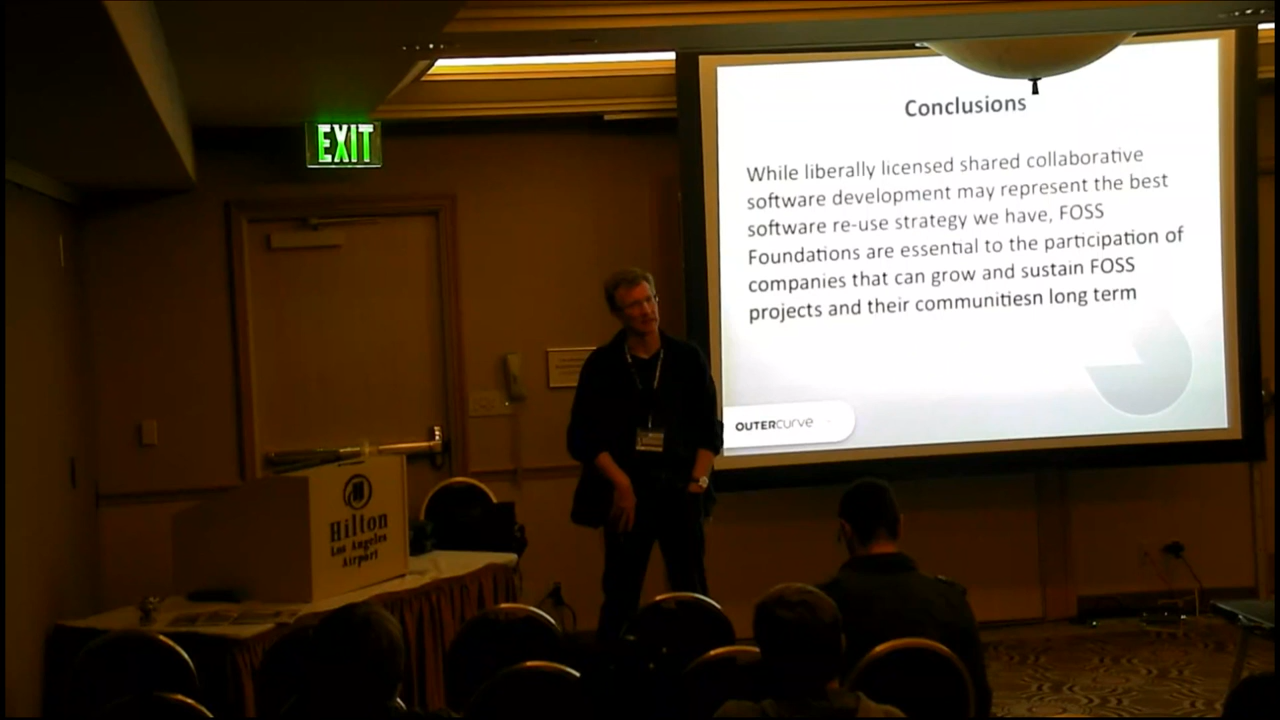 EXIT
Conclusions
While liberally licensed shared collaborative
software development may represent the best
software re-use strategy we have, FOSS
Foundations are essential to the participation of
companies that can grow and sustain FOSS
projects and their communitiesn long term
OUTERCURVE
Hilton
Los Angeles
Airport